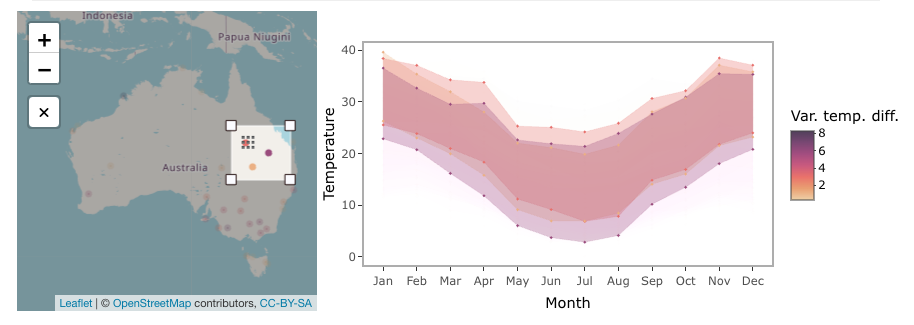 Indonesia
Papua Niugini
+
−
×
Australia
Leaflet | © OpenStreetMap contributors, CC-BY-SA
Temperature
40
30
20
10
0
Jan Feb Mar Apr May Jun Jul Aug Sep Oct Nov Dec
Month
Var. temp. diff.
8
6
4
2